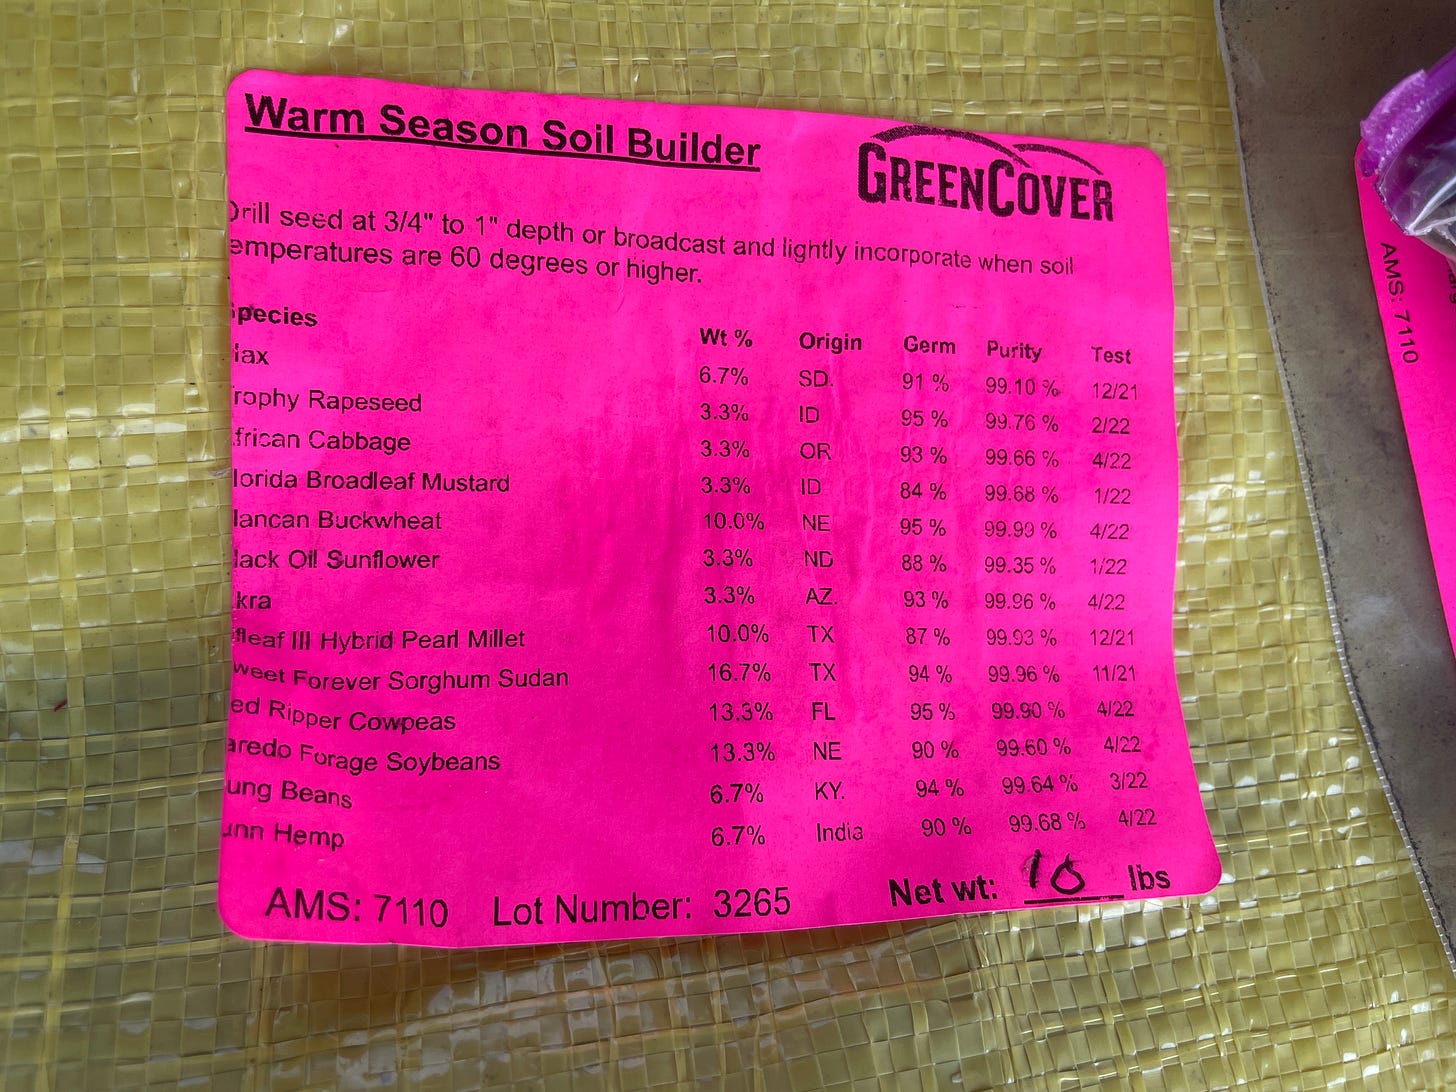 Warm Season Soil Builder
GREENCOVER
Drill seed at 3/4" to 1" depth or broadcast and lightly incorporate when soil
emperatures are 60 degrees or higher.
pecies Wt % Origin Germ Purity Test
lax 6.7% SD. 91 % 99.10 % 12/21
rophy Rapeseed 3.3% ID 95 % 99.76 % 2/22
frican Cabbage 3.3% OR 93 % 99.66 % 4/22
lorida Broadleaf Mustard 3.3% ID 84 % 99.68 % 1/22
ancan Buckwheat 10.0% NE 95 % 99.99 % 4/22
lack Oil Sunflower 3.3% ND 88 % 99.35 % 1/22
kra 3.3% AZ. 93 % 99.96 % 4/22
fleaf III Hybrid Pearl Millet 10.0% TX 87 % 99.93 % 12/21
weet Forever Sorghum Sudan 16.7% TX 94 % 99.96 % 11/21
ed Ripper Cowpeas 13.3% FL 95 % 99.90 % 4/22
aredo Forage Soybeans 13.3% NE 90 % 99.60 % 4/22
ung Beans 6.7% KY. 94 % 99.64 % 3/22
unn Hemp 6.7% India 90 % 99.68 % 4/22
AMS: 7110 Lot Number: 3265 Net wt: 10 lbs
AMS: 7110